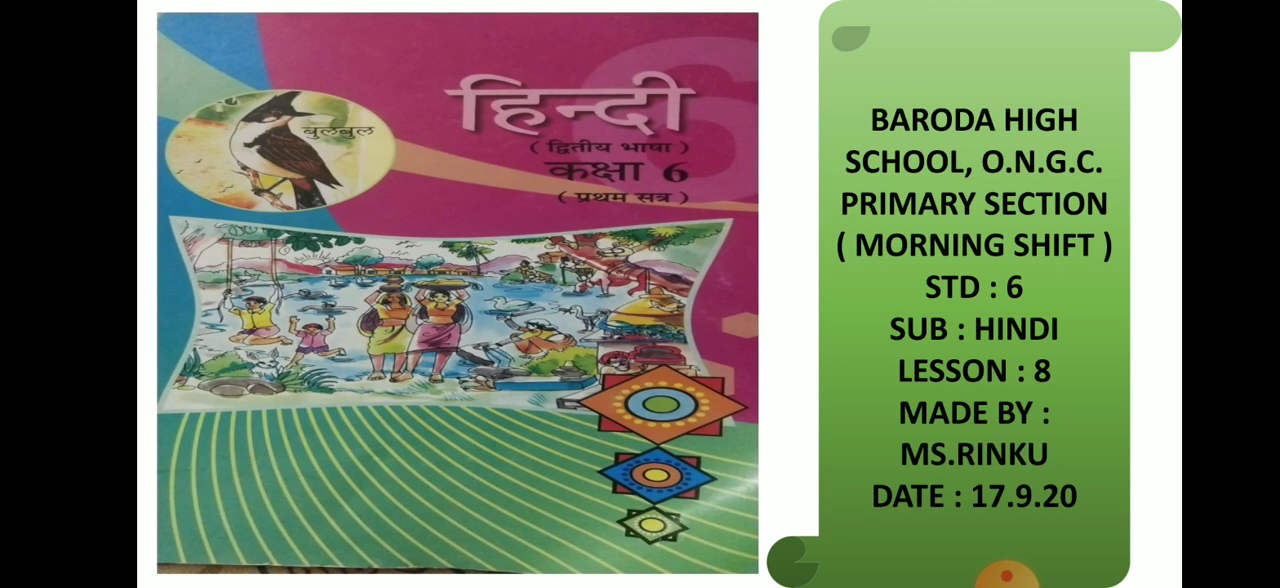 बुलबुल
हिन्दी
( द्वितीय भाषा )
कक्षा 6
( प्रथम सत्र )
BARODA HIGH
SCHOOL, O.N.G.C.
PRIMARY SECTION
( MORNING SHIFT )
STD : 6
SUB : HINDI
LESSON : 8
MADE BY :
MS.RINKU
DATE : 17.9.20